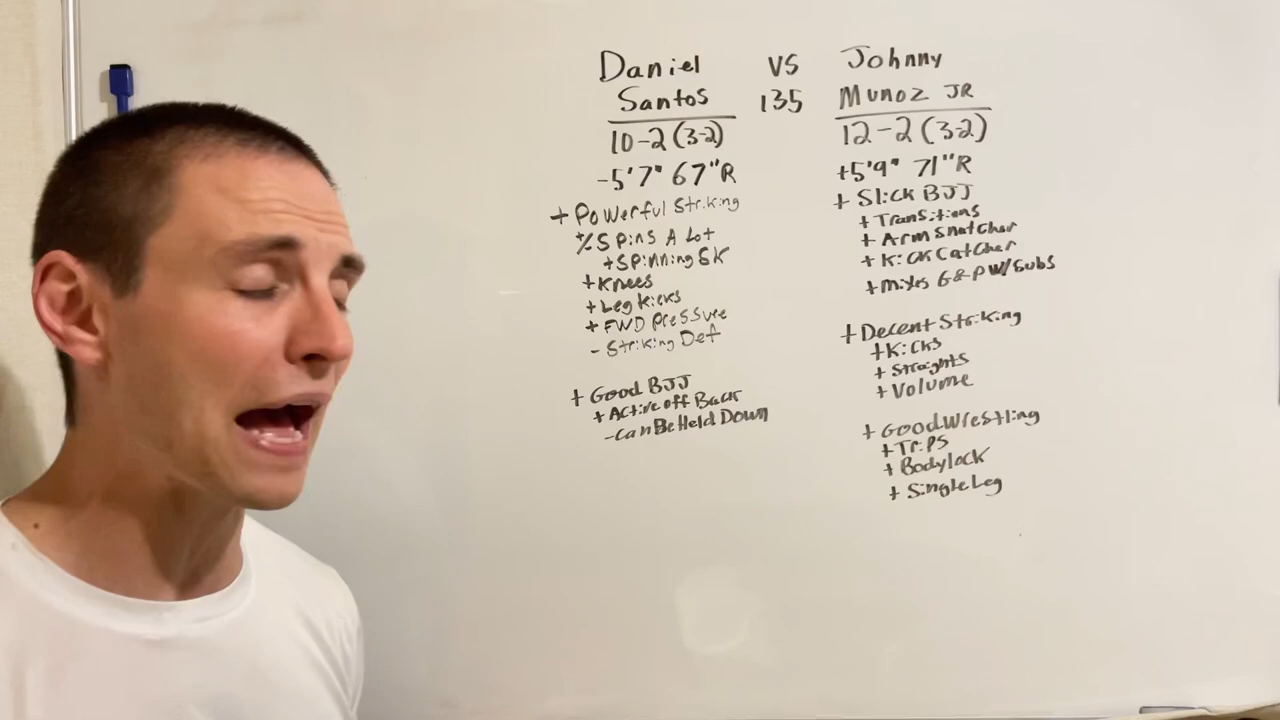 Daniel VS Johnny
Santos 135 Munoz JR
10-2 (3-2)
-5'7" 67"R
+ Powerful Striking
+/- Spins A Lot
+ Spinning BK
+ Knees
+ Leg Kicks
+ FWD Pressure
- Striking Def
+ Good BJJ
+ Active off Back
- Can Be Held Down
12-2 (3-2)
+5'9" 71"R
+ Slick BJJ
+ Transitions
+ Arm Snatcher
+ Kick Catcher
+ Mixes G&P W/ Subs
+ Decent Striking
+ Kicks
+ Straights
+ Volume
+ Good Wrestling
+ Trips
+ Bodylock
+ Single Leg